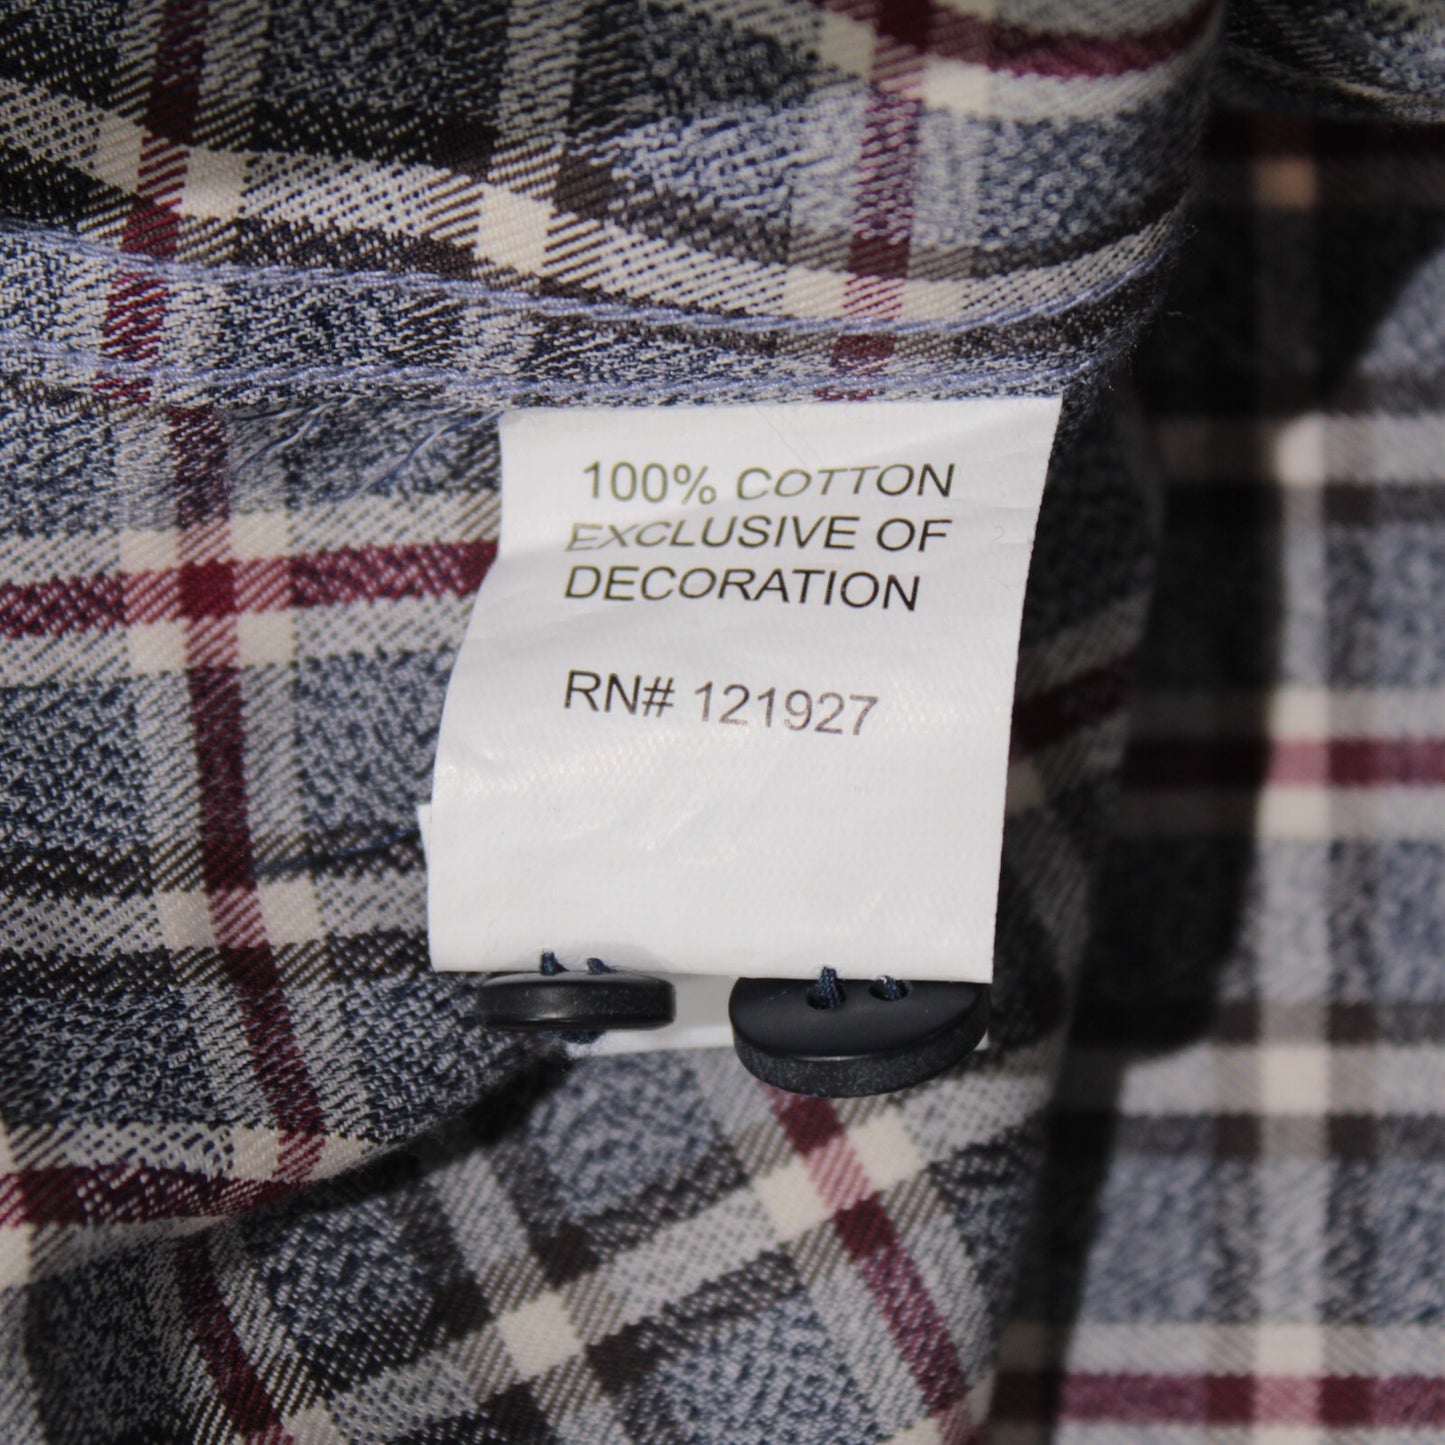 100% COTTON
EXCLUSIVE OF
DECORATION
RN# 121927